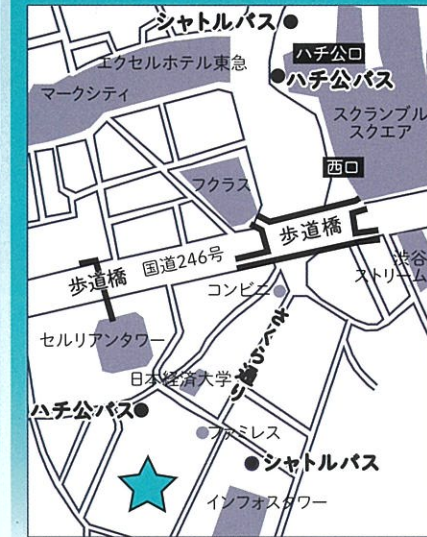 シャトルバス
ハチ公口
エクセルホテル東急
ハチ公バス
マークシティ
スクランブル
スクエア
西口
フクラス
歩道橋
渋谷
ストリーム
国道246号
歩道橋
コンビニ
さくら通り
セルリアンタワー
日本経済大学
ハチ公バス
ファミレス
シャトルバス
インフォスタワー